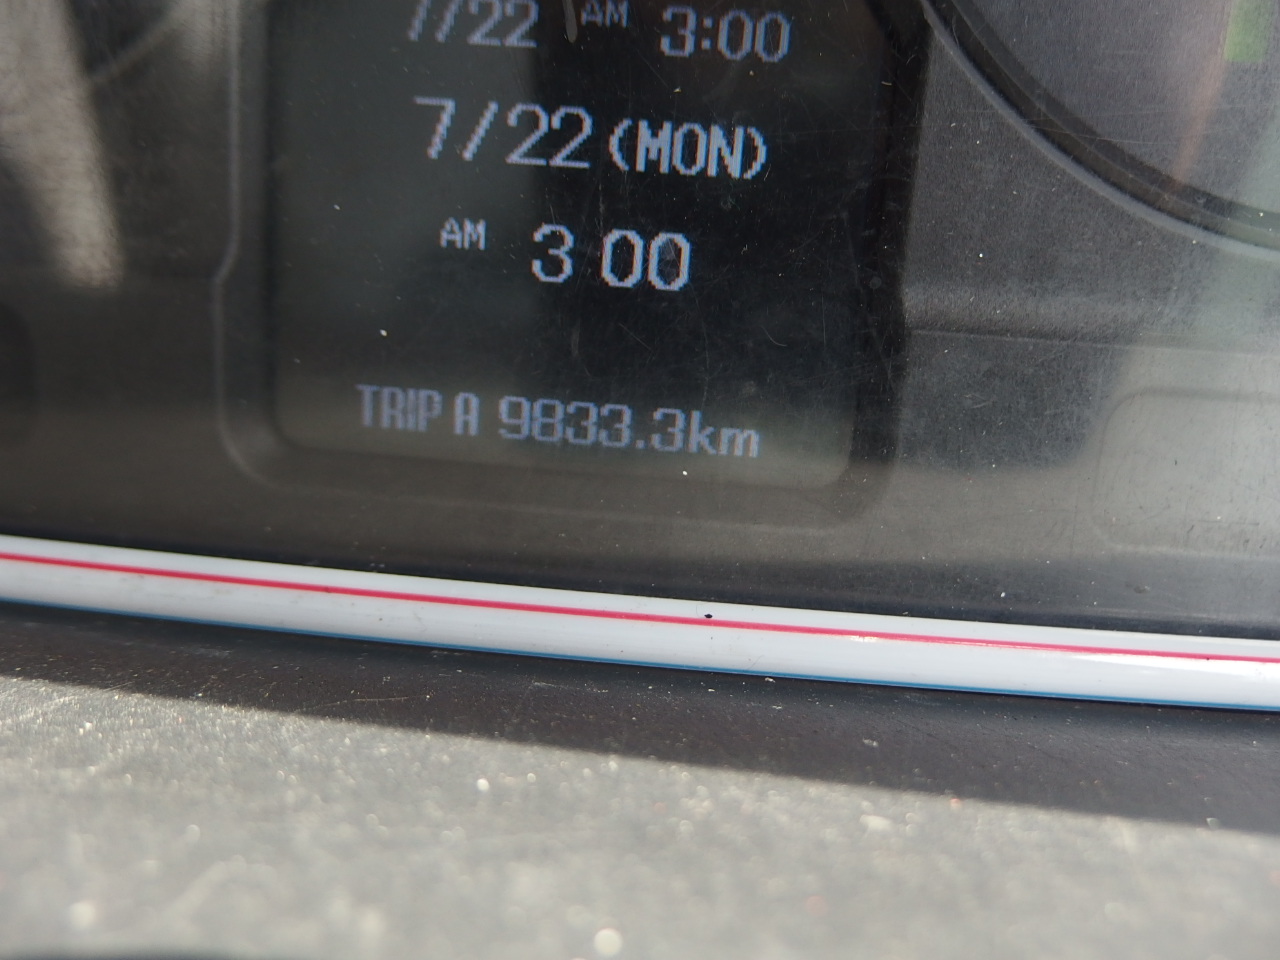 7/22 AM 3:00
7/22(MON)
AM 3 00
TRIP A 9833.3km